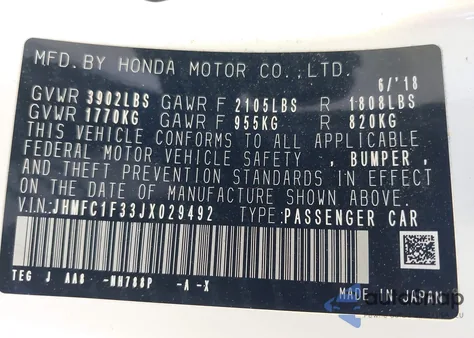 MFD. BY HONDA MOTOR CO., LTD. 6/'18
GVWR 3902LBS GAWR F 2105LBS R 1808LBS
GVWR 1770KG GAWR F 955KG R 820KG
THIS VEHICLE CONFORMS TO ALL APPLICABLE
FEDERAL MOTOR VEHICLE SAFETY , BUMPER ,
AND THEFT PREVENTION STANDARDS IN EFFECT
ON THE DATE OF MANUFACTURE SHOWN ABOVE.
V.I.N: JHMFC1F33JX029492 TYPE: PASSENGER CAR
TEG J AA8 -NH788P -A -X
MADE IN JAPAN